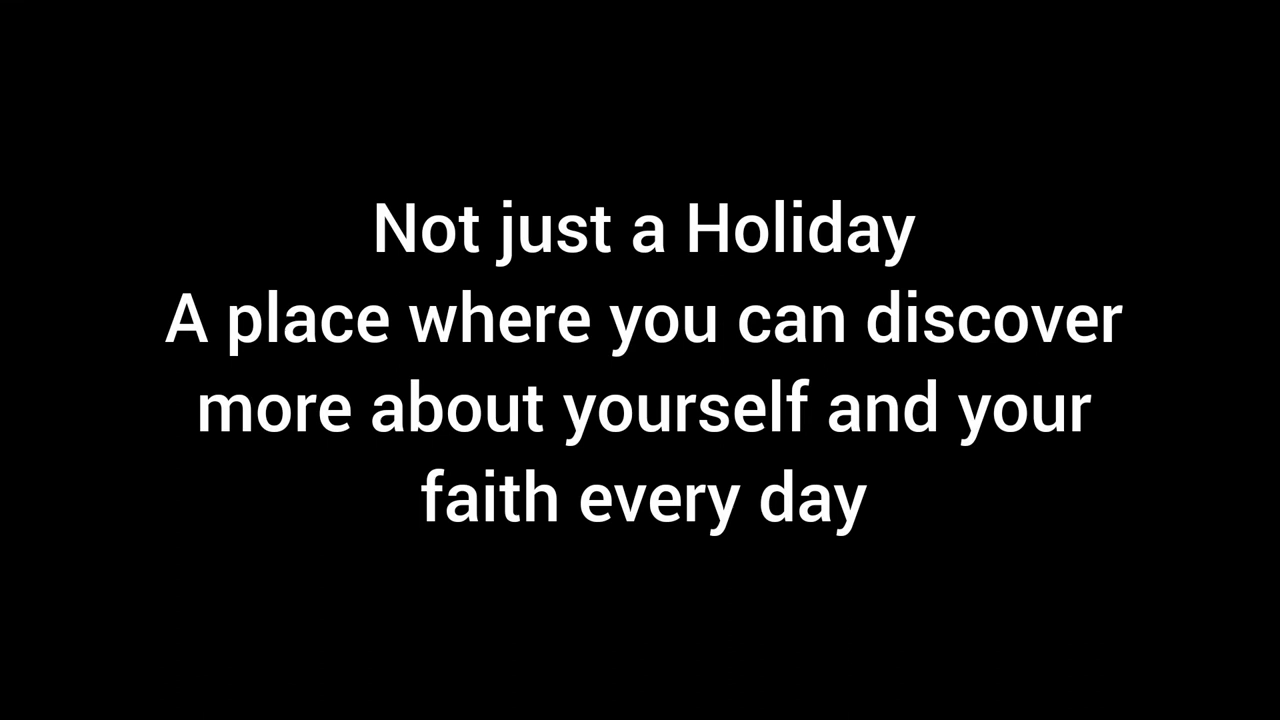 Not just a Holiday
A place where you can discover
more about yourself and your
faith every day